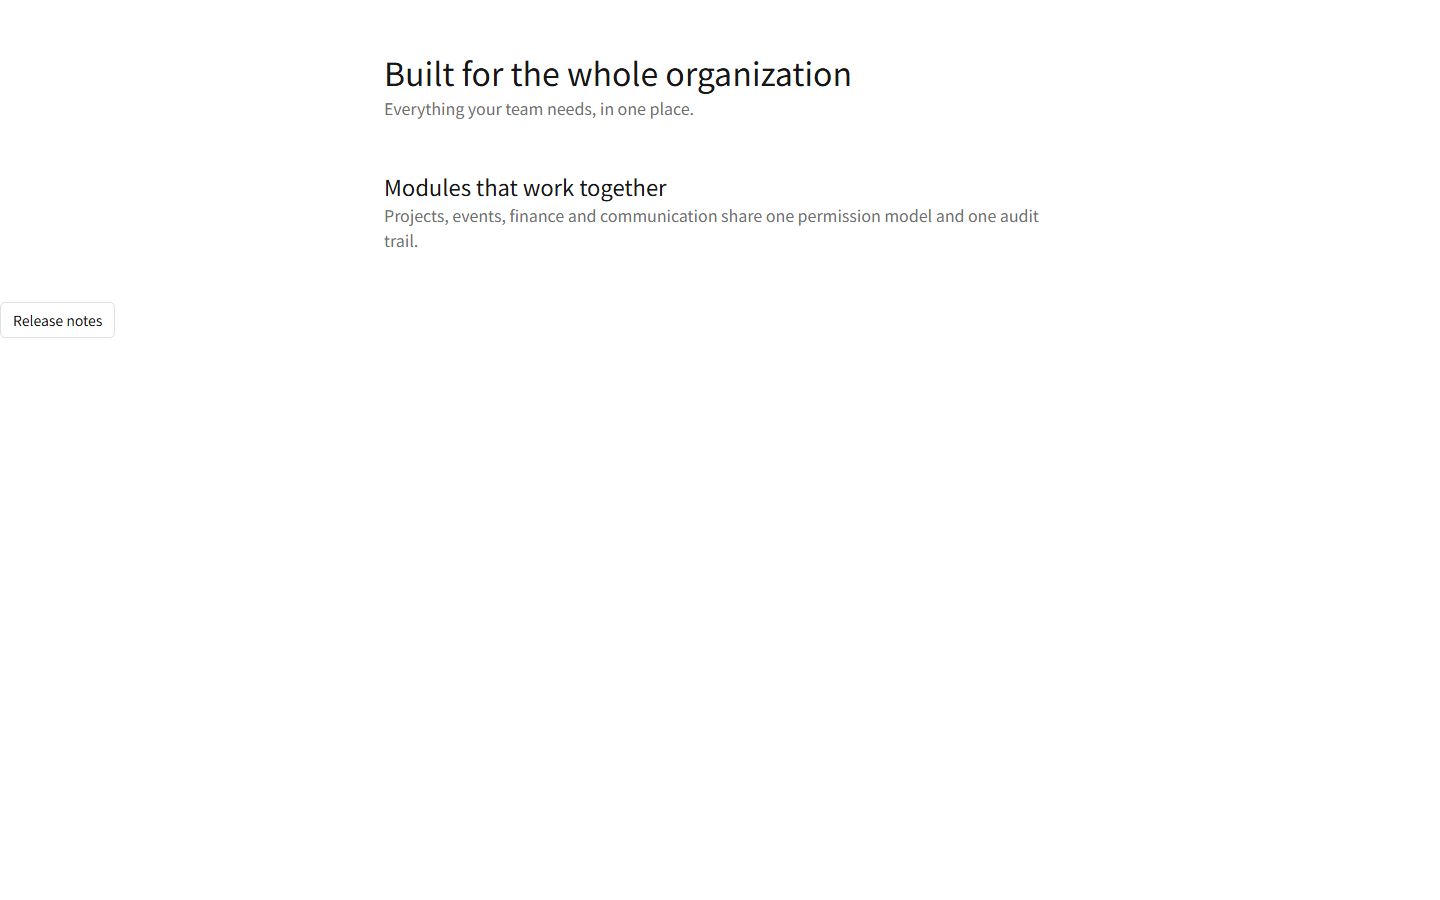 Built for the whole organization
Everything your team needs, in one place.
Modules that work together
Projects, events, finance and communication share one permission model and one audit
trail.
Release notes